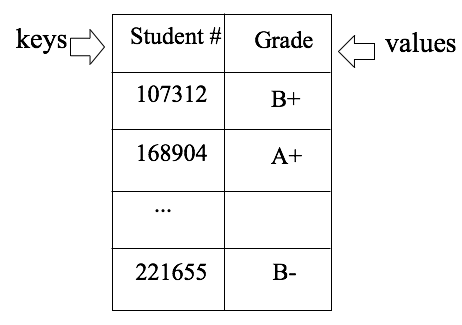 keys
Student #
Grade
values
107312
B+
168904
A+
...
221655
B-